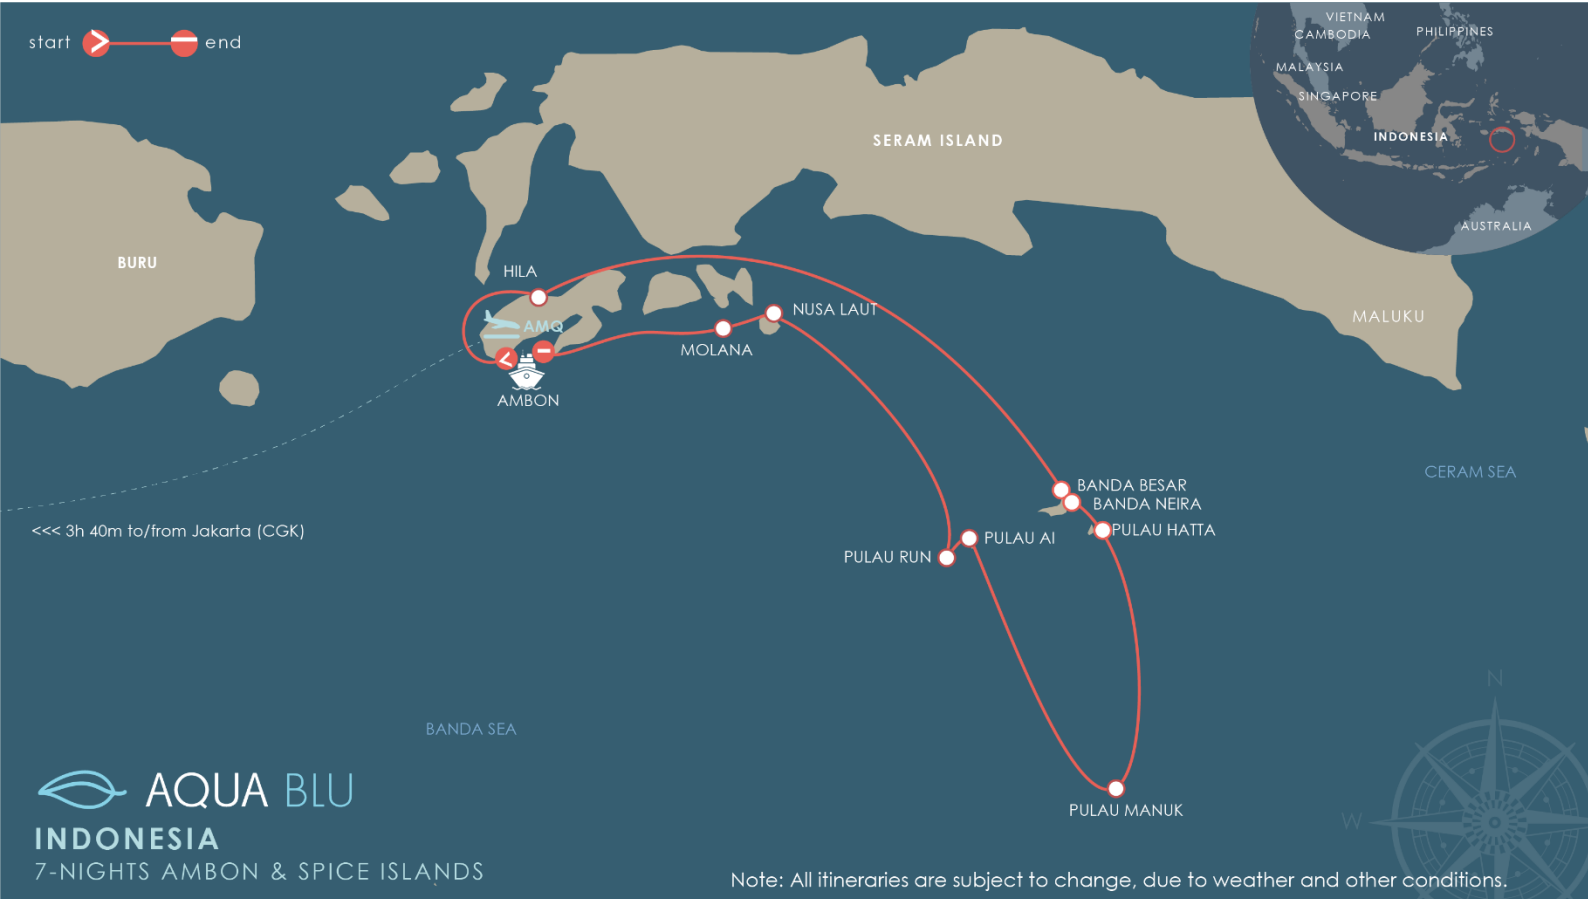 start
end
VIETNAM
CAMBODIA
PHILIPPINES
MALAYSIA
SINGAPORE
INDONESIA
AUSTRALIA
SERAM ISLAND
BURU
HILA
AMQ
NUSA LAUT
MALUKU
MOLANA
AMBON
CERAM SEA
BANDA BESAR
BANDA NEIRA
<<< 3h 40m to/from Jakarta (CGK)
PULAU HATTA
PULAU AI
PULAU RUN
N
BANDA SEA
AQUA BLU
PULAU MANUK
W
INDONESIA
7-NIGHTS AMBON & SPICE ISLANDS
Note: All itineraries are subject to change, due to weather and other conditions.